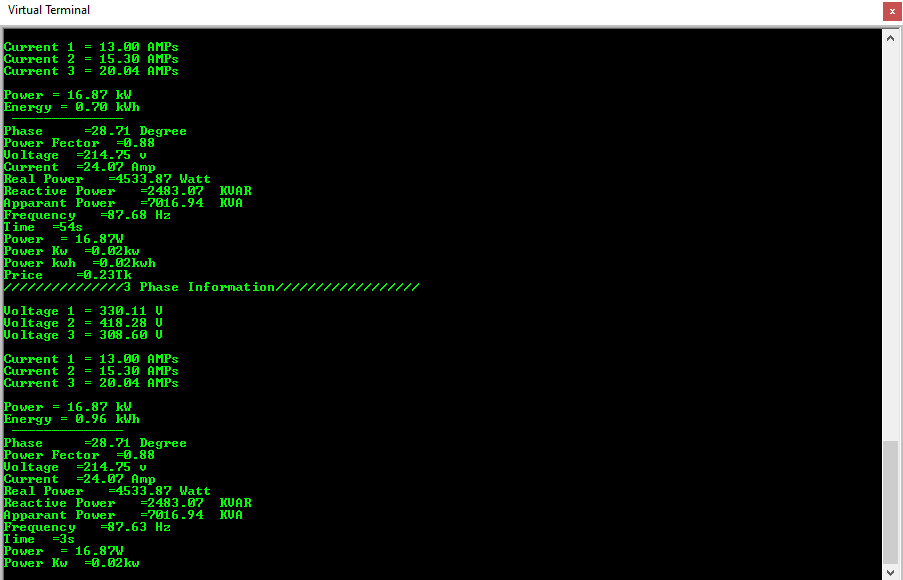 Virtual Terminal
Current 1 = 13.00 AMPs
Current 2 = 15.30 AMPs
Current 3 = 20.04 AMPs
Power = 16.87 kW
Energy = 0.70 kWh
--------------
Phase     =28.71 Degree
Power Fector  =0.88
Voltage  =214.75 v
Current  =24.07 Amp
Real Power   =4533.87 Watt
Reactive Power   =2483.07  KVAR
Apparant Power   =7016.94  KVA
Frequency   =87.68 Hz
Time  =54s
Power  = 16.87W
Power Kw  =0.02kw
Power kwh  =0.02kwh
Price    =0.23Tk
///////////////3 Phase Information//////////////////
Voltage 1 = 330.11 V
Voltage 2 = 418.28 V
Voltage 3 = 308.60 V
Current 1 = 13.00 AMPs
Current 2 = 15.30 AMPs
Current 3 = 20.04 AMPs
Power = 16.87 kW
Energy = 0.96 kWh
--------------
Phase     =28.71 Degree
Power Fector  =0.88
Voltage  =214.75 v
Current  =24.07 Amp
Real Power   =4533.87 Watt
Reactive Power   =2483.07  KVAR
Apparant Power   =7016.94  KVA
Frequency   =87.63 Hz
Time  =3s
Power  = 16.87W
Power Kw  =0.02kw